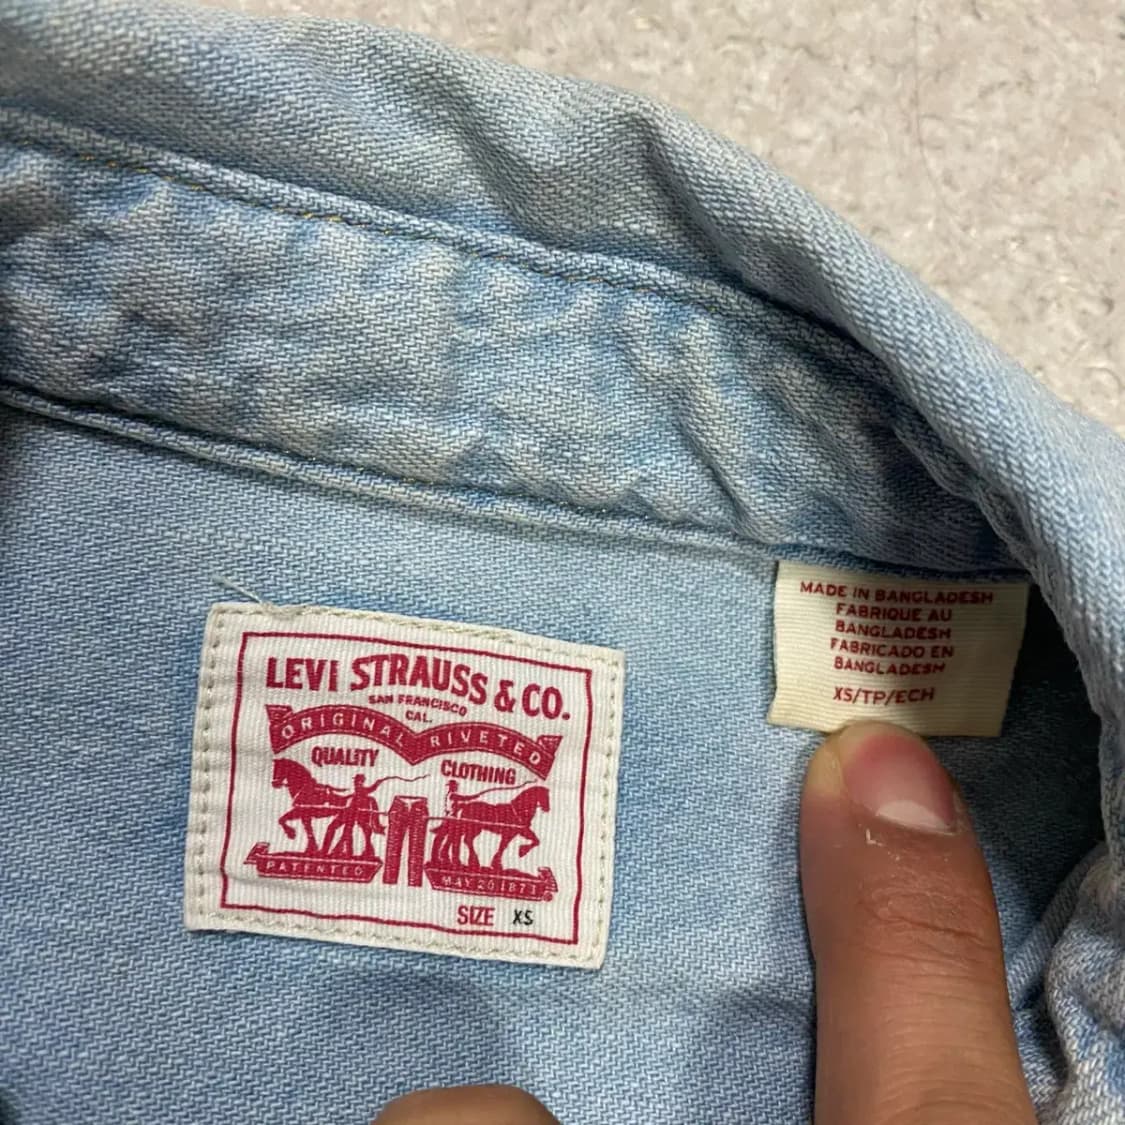 LEVI STRAUSS & CO.
SAN FRANCISCO
CAL.
ORIGINAL RIVETED
QUALITY CLOTHING
PATENTED MAY 20 1873
SIZE XS
MADE IN BANGLADESH
FABRIQUE AU
BANGLADESH
FABRICADO EN
BANGLADESH
XS/TP/ECH